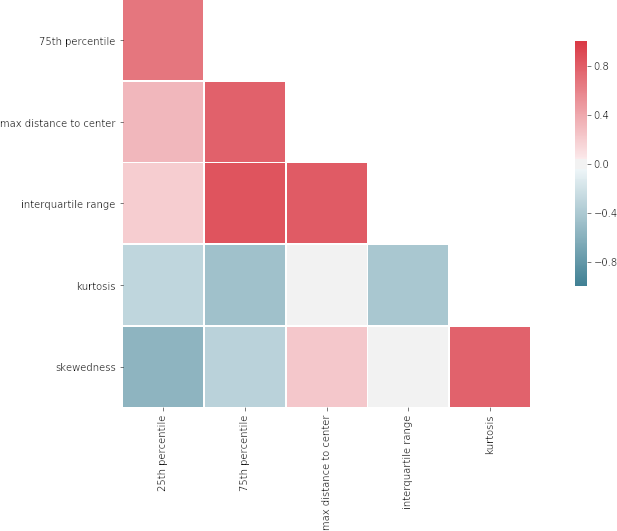 75th percentile
max distance to center
interquartile range
kurtosis
skewedness
25th percentile
75th percentile
max distance to center
interquartile range
kurtosis
0.8
0.4
0.0
−0.4
−0.8